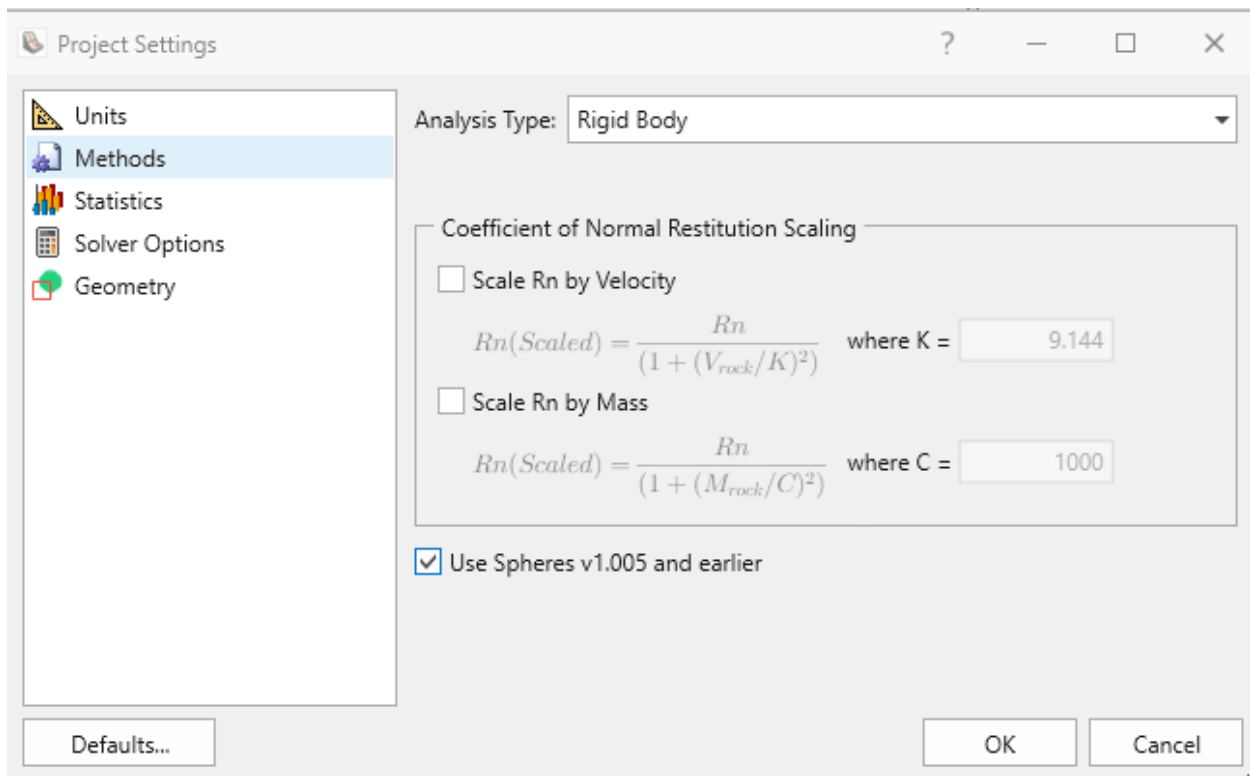 Project Settings
?
Units
Methods
Statistics
Solver Options
Geometry
Analysis Type: Rigid Body
Coefficient of Normal Restitution Scaling
Scale Rn by Velocity
Rn(Scaled) = Rn / (1 + (V_rock/K)^2) where K = 9.144
Scale Rn by Mass
Rn(Scaled) = Rn / (1 + (M_rock/C)^2) where C = 1000
Use Spheres v1.005 and earlier
Defaults...
OK
Cancel